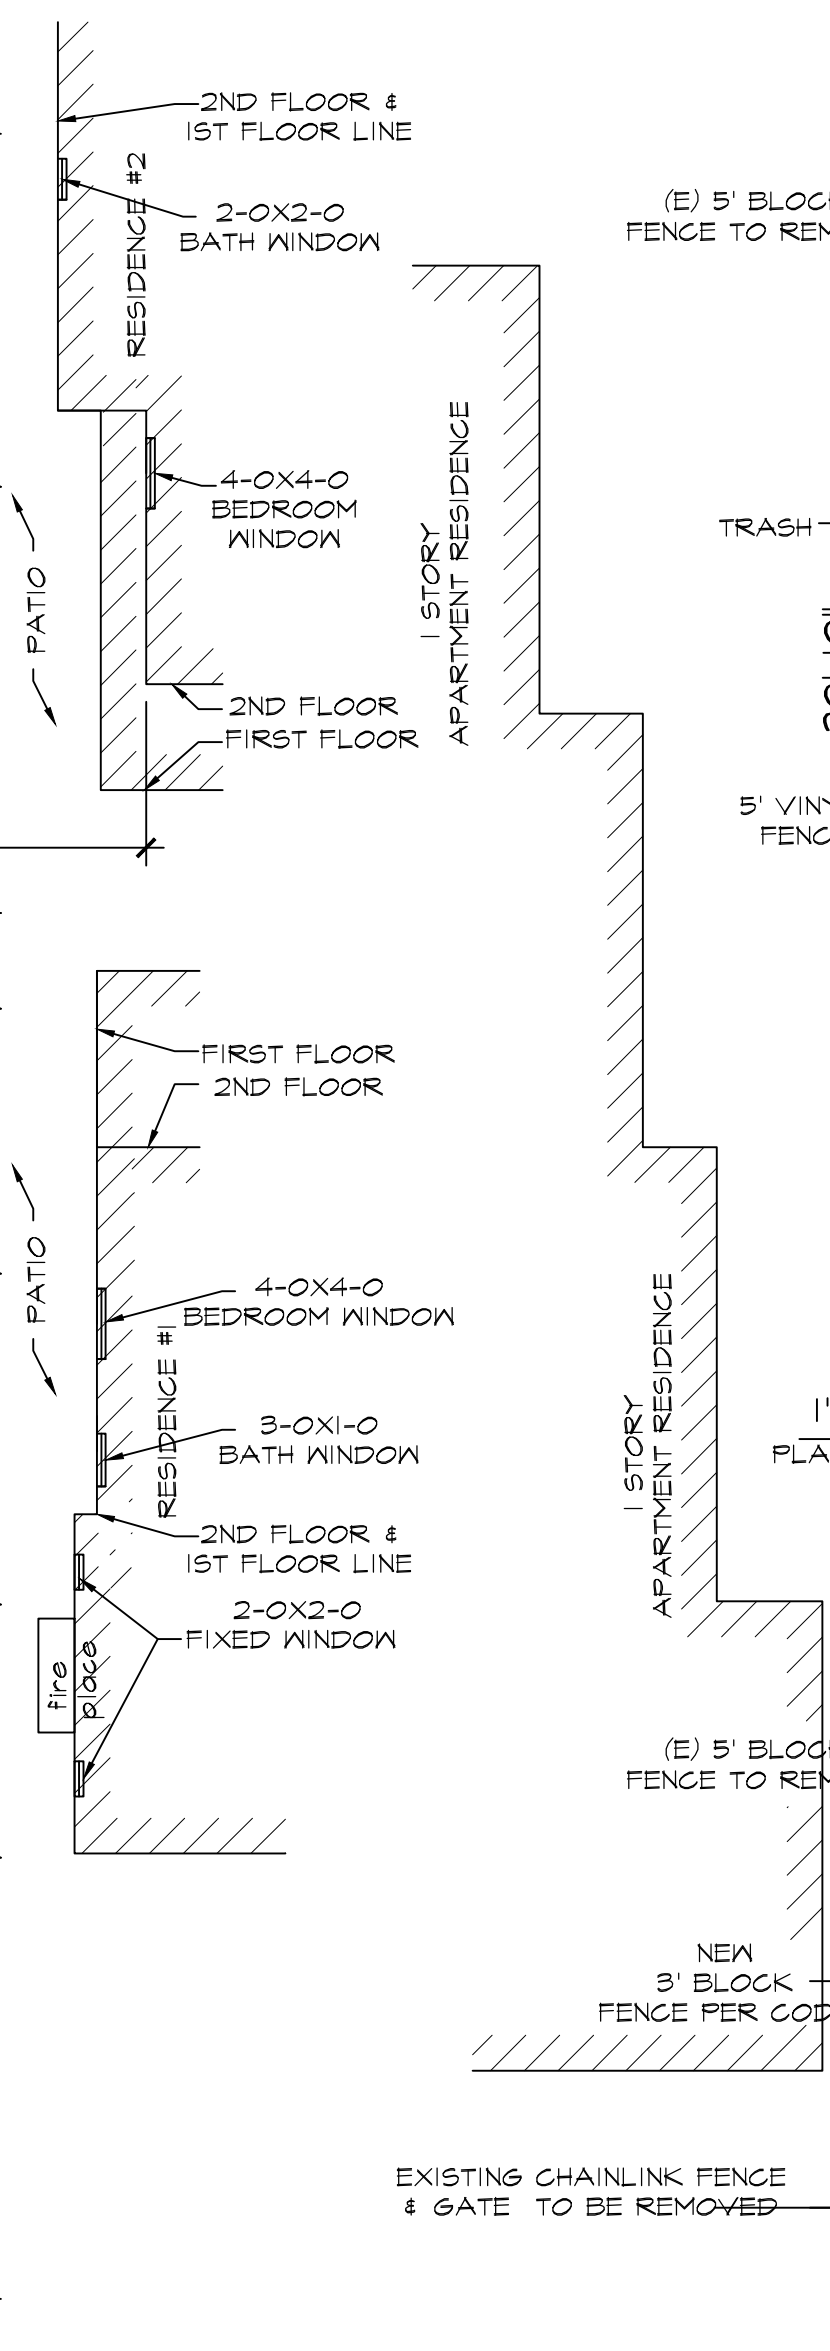 2ND FLOOR &
1ST FLOOR LINE
RESIDENCE #2
2-0X2-0
BATH WINDOW
(E) 5' BLOC
FENCE TO REM
4-0X4-0
BEDROOM
WINDOW
1 STORY
APARTMENT RESIDENCE
TRASH
PATIO
2ND FLOOR
FIRST FLOOR
5' VINY
FENC
FIRST FLOOR
2ND FLOOR
PATIO
4-0X4-0
BEDROOM WINDOW
RESIDENCE #1
3-0X1-0
BATH WINDOW
1 STORY
APARTMENT RESIDENCE
1'
PLA
2ND FLOOR &
1ST FLOOR LINE
2-0X2-0
FIXED WINDOW
fire
place
(E) 5' BLOC
FENCE TO REM
NEW
3' BLOCK
FENCE PER COD
EXISTING CHAINLINK FENCE
& GATE TO BE REMOVED